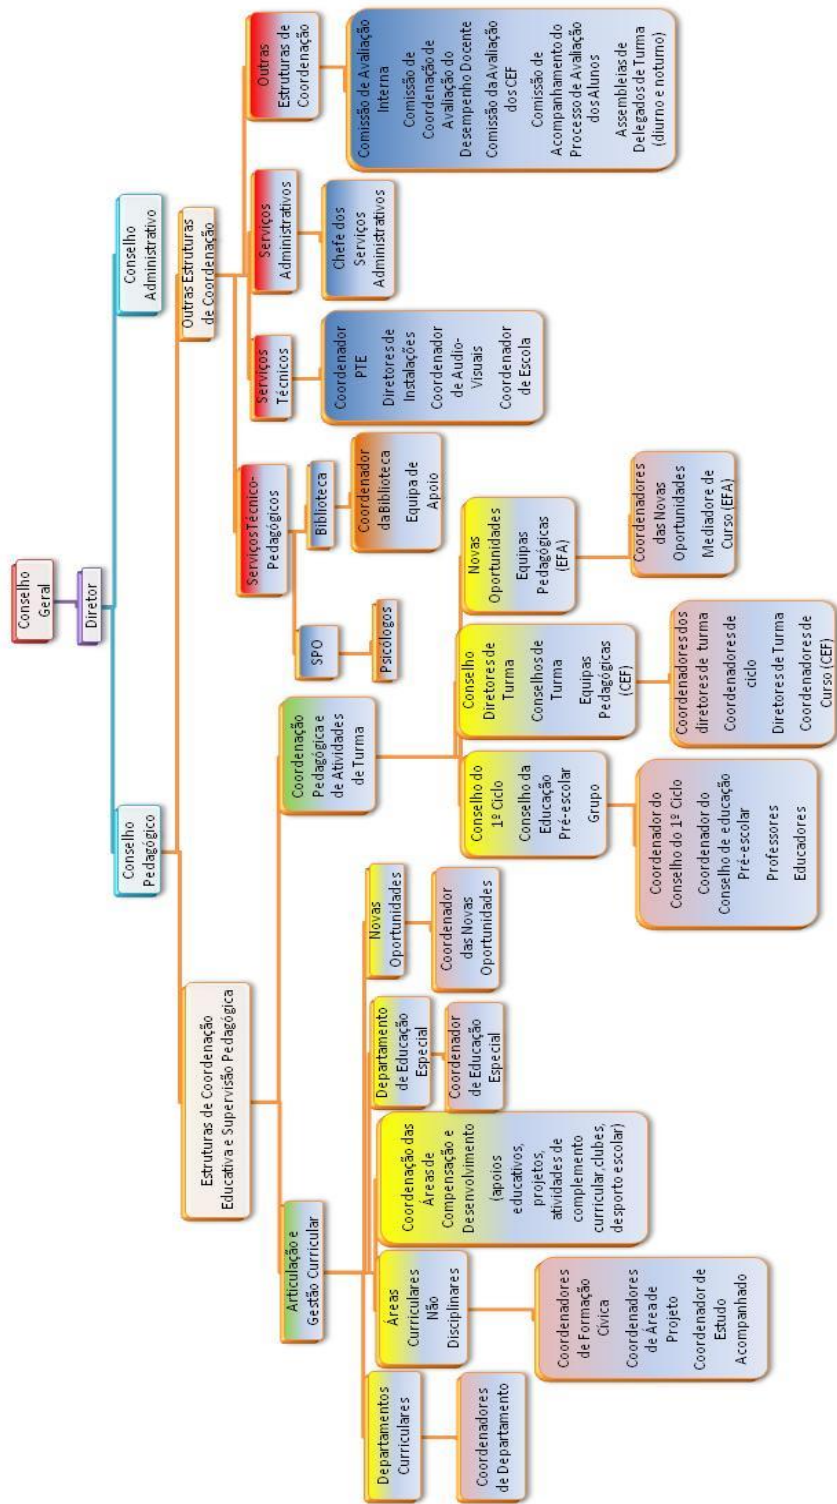 Conselho
Geral
Diretor
Conselho
Pedagógico
Conselho
Administrativo
Estruturas de Coordenação
Educativa e Supervisão Pedagógica
Outras Estruturas
de Coordenação
Articulação e
Gestão Curricular
Coordenação
Pedagógica e
de Atividades
de Turma
Serviços Técnico-
Pedagógicos
Serviços
Técnicos
Serviços
Administrativos
Outras
Estruturas de
Coordenação
Departamentos
Curriculares
Coordenadores
de Departamento
Áreas
Curriculares
Não
Disciplinares
Coordenadores
de Formação
Cívica
Coordenadores
de Área de
Projeto
Coordenador de
Estudo
Acompanhado
Coordenação das
Áreas de
Compensação e
Desenvolvimento
(apoios
educativos,
projetos,
atividades de
complemento
curricular,clubes,
desporto escolar)
Departamento
de Educação
Especial
Coordenador
de Educação
Especial
Novas
Oportunidades
Coordenador
das Novas
Oportunidades
Conselho do
1º Ciclo
Conselho da
Educação
Pré-escolar
Grupo
Coordenador do
Conselho do 1º Ciclo
Coordenador do
Conselho de educação
Pré-escolar
Professores
Educadores
Conselho
Diretores de
Turma
Conselhos de
Turma
Equipas
Pedagógicas
(CEF)
Coordenadores dos
diretores de turma
Coordenadores de
ciclo
Diretores de Turma
Coordenadores de
Curso (CEF)
Novas
Oportunidades
Equipas
Pedagógicas
(EFA)
Coordenadores
das Novas
Oportunidades
Mediadore de
Curso (EFA)
SPO
Psicólogos
Biblioteca
Coordenador
da Biblioteca
Equipa de
Apoio
Coordenador
PTE
Diretores de
Instalações
Coordenador
de Audio-
Visuais
Coordenador
de Escola
Chefe dos
Serviços
Administrativos
Comissão de Avaliação
Interna
Comissão de
Coordenação de
Avaliação do
Desempenho Docente
Comissão da Avaliação
dos CEF
Comissão de
Acompanhamento do
Processo de Avaliação
dos Alunos
Assembleias de
Delegados de Turma
(diurno e noturno)